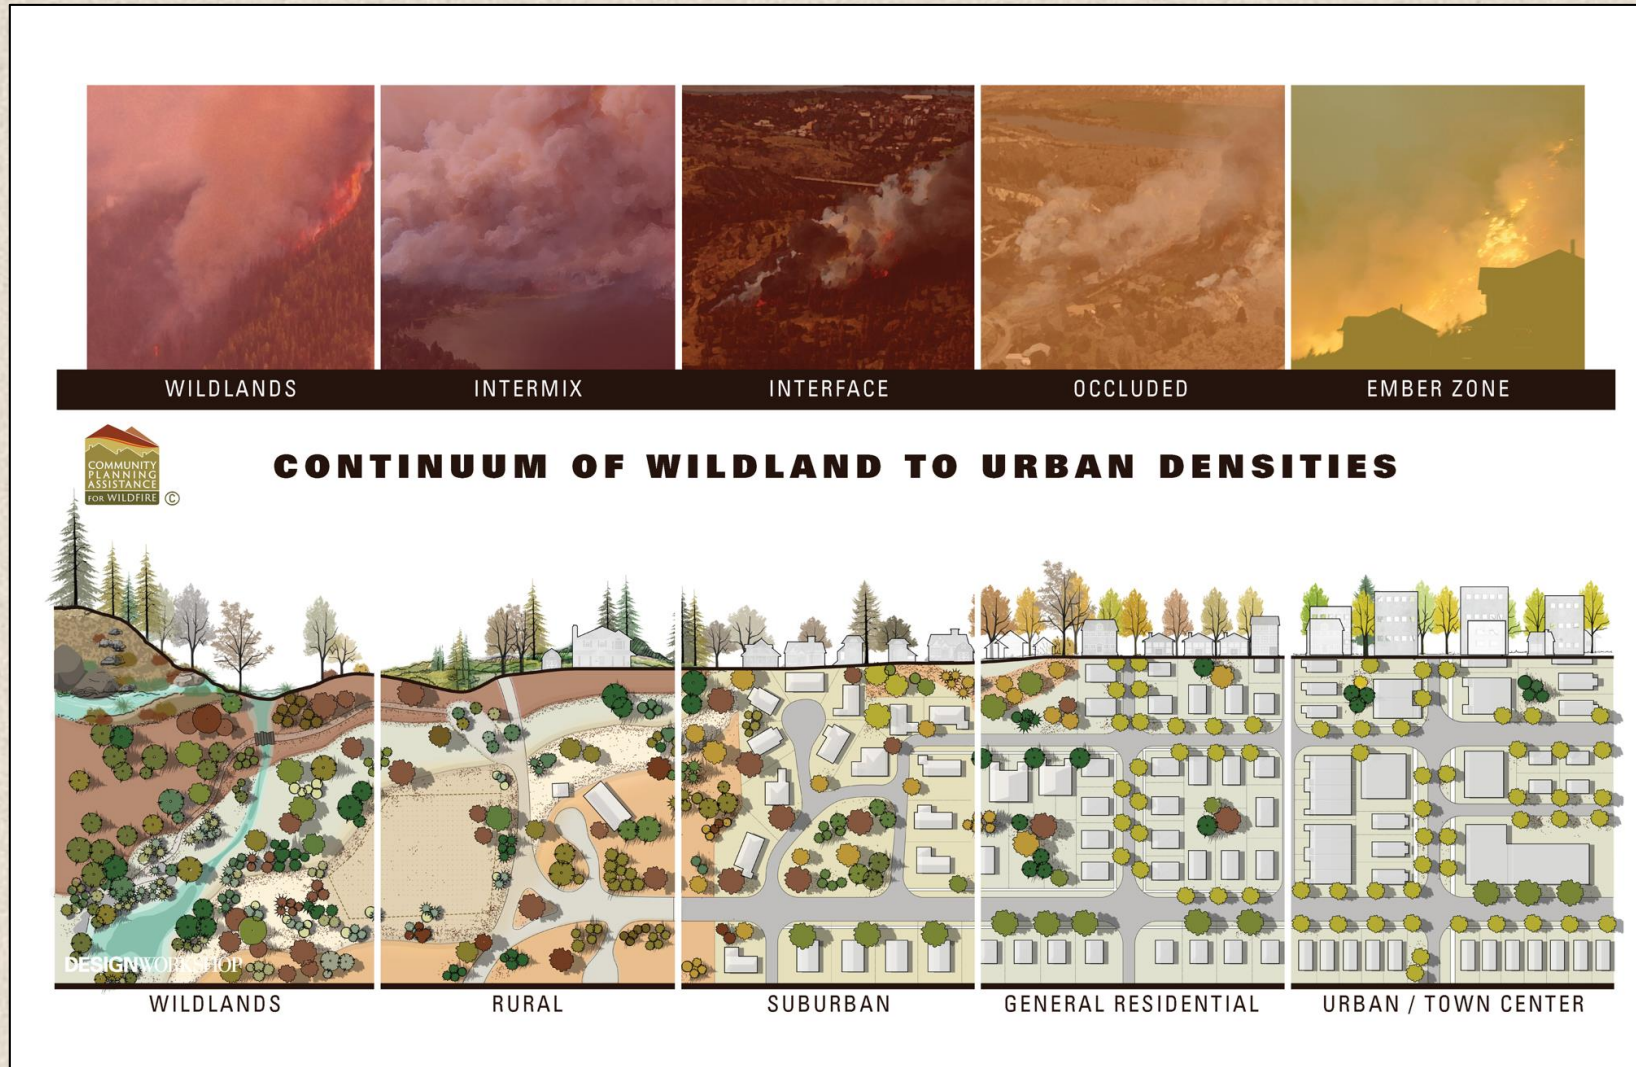 WILDLANDS
INTERMIX
INTERFACE
OCCLUDED
EMBER ZONE
COMMUNITY
PLANNING
ASSISTANCE
FOR WILDFIRE
©
CONTINUUM OF WILDLAND TO URBAN DENSITIES
DESIGNWORKSHOP
WILDLANDS
RURAL
SUBURBAN
GENERAL RESIDENTIAL
URBAN / TOWN CENTER